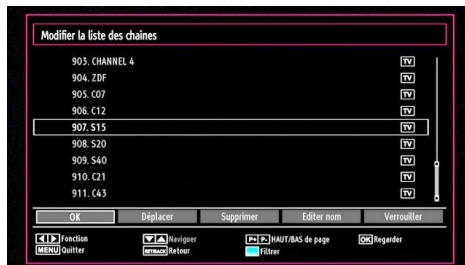 Modifier la liste des chaînes
903. CHANNEL 4 TV
904. ZDF TV
905. C07 TV
906. C12 TV
907. S15 TV
908. S20 TV
909. S40 TV
910. C21 TV
911. C43 TV
OK Déplacer Supprimer Editer nom Verrouiller
Fonction Naviguer P+ P- HAUT/BAS de page OK Regarder
MENU Quitter RETRACK Retour Filtrer